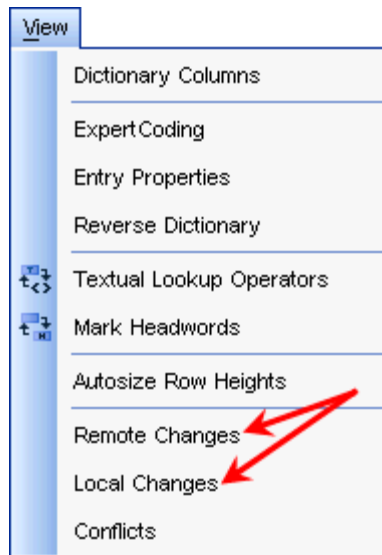 View
Dictionary Columns
ExpertCoding
Entry Properties
Reverse Dictionary
Textual Lookup Operators
Mark Headwords
Autosize Row Heights
Remote Changes
Local Changes
Conflicts